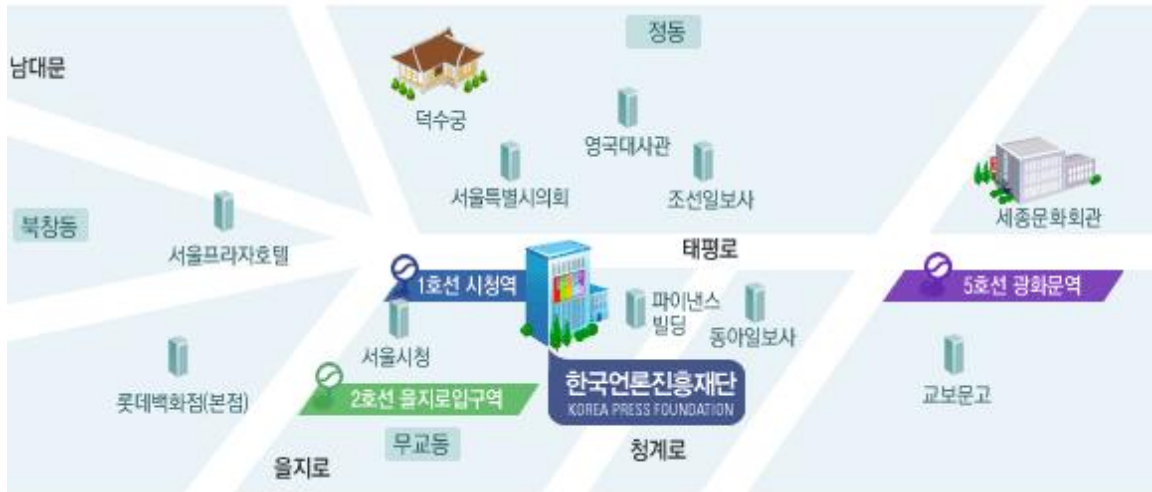 정동
남대문
덕수궁
영국대사관
서울특별시의회
조선일보사
세종문화회관
북창동
서울프라자호텔
태평로
1호선 시청역
5호선 광화문역
파이낸스
빌딩
동아일보사
서울시청
롯데백화점(본점)
2호선 을지로입구역
한국언론진흥재단
KOREA PRESS FOUNDATION
교보문고
무교동
을지로
청계로